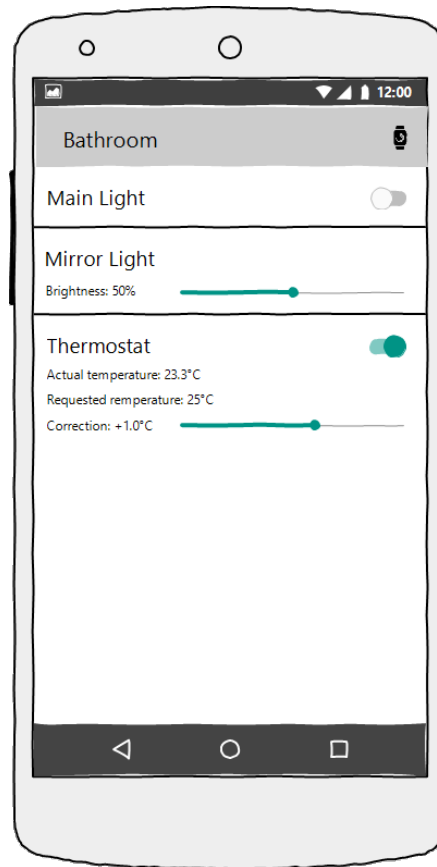 12:00
Bathroom
Main Light
Mirror Light
Brightness: 50%
Thermostat
Actual temperature: 23.3°C
Requested remperature: 25°C
Correction: +1.0°C